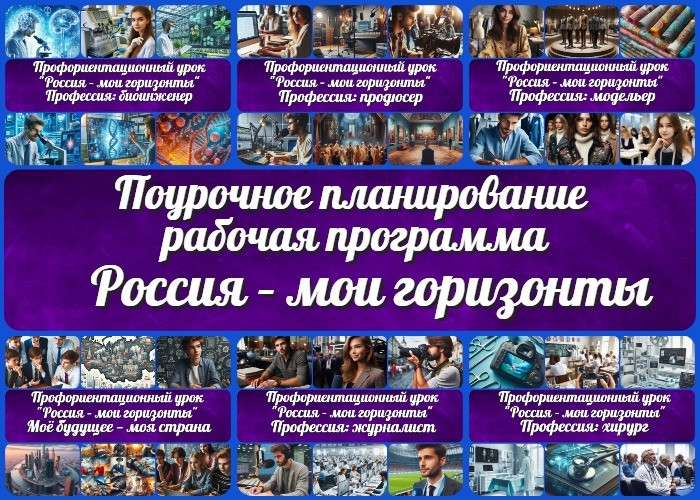 Профориентационный урок
"Россия – мои горизонты"
Профессия: биоинженер
Профориентационный урок
"Россия – мои горизонты"
Профессия: продюсер
Профориентационный урок
"Россия – мои горизонты"
Профессия: модельер
Поурочное планирование
рабочая программа
Россия – мои горизонты
Профориентационный урок
"Россия – мои горизонты"
Моё будущее – моя страна
Профориентационный урок
"Россия – мои горизонты"
Профессия: журналист
Профориентационный урок
"Россия – мои горизонты"
Профессия: хирург